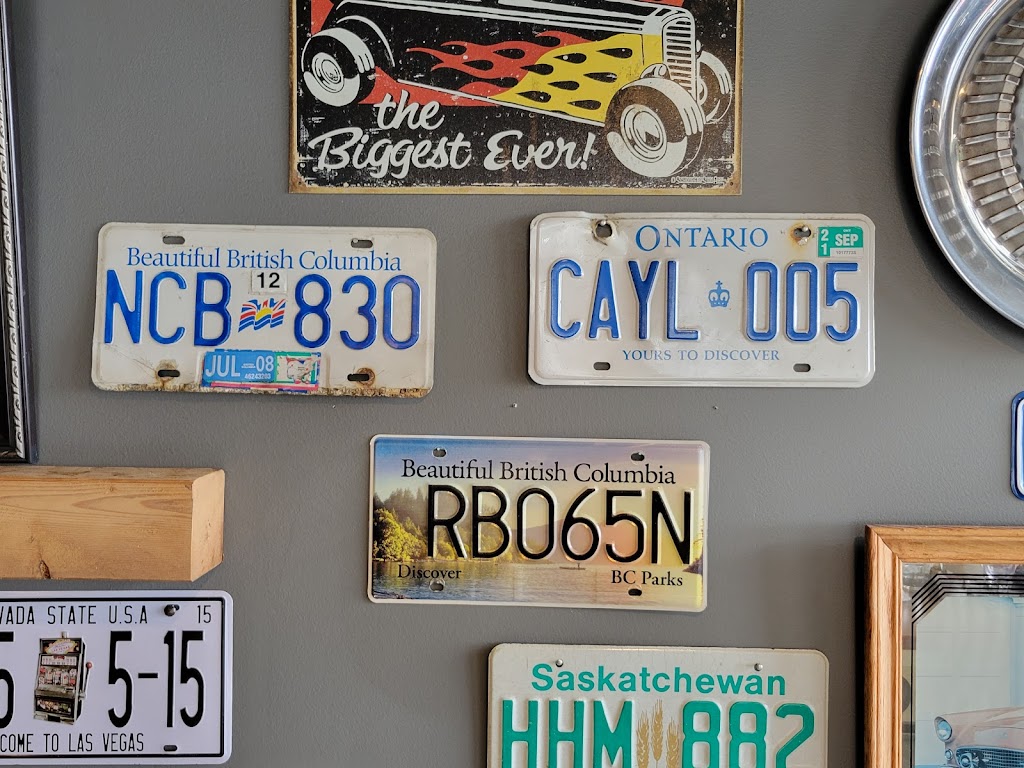 the
Biggest Ever!
Beautiful British Columbia
12
NCB 830
JUL 08
ONTARIO
21 SEP
CAYL 005
YOURS TO DISCOVER
Beautiful British Columbia
RB065N
Discover BC Parks
VADA STATE U.S.A 15
5 5-15
COME TO LAS VEGAS
Saskatchewan
HHM 882